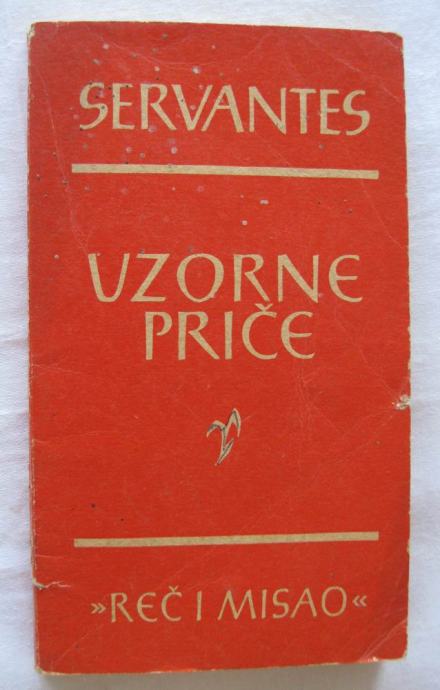 SERVANTES
UZORNE
PRIČE
»REČ I MISAO«